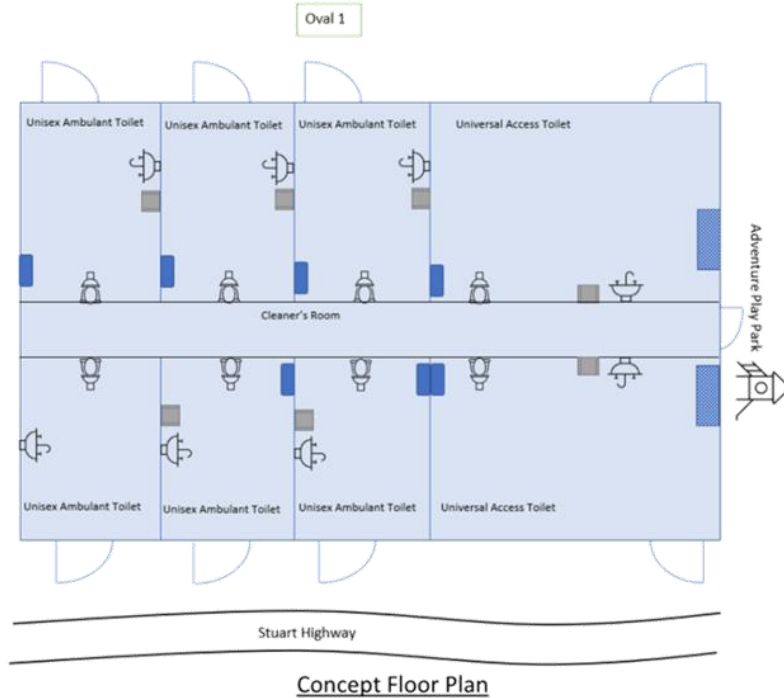 Oval 1
Unisex Ambulant Toilet
Unisex Ambulant Toilet
Unisex Ambulant Toilet
Universal Access Toilet
Adventure Play Park
Cleaner's Room
Unisex Ambulant Toilet
Unisex Ambulant Toilet
Unisex Ambulant Toilet
Universal Access Toilet
Stuart Highway
Concept Floor Plan